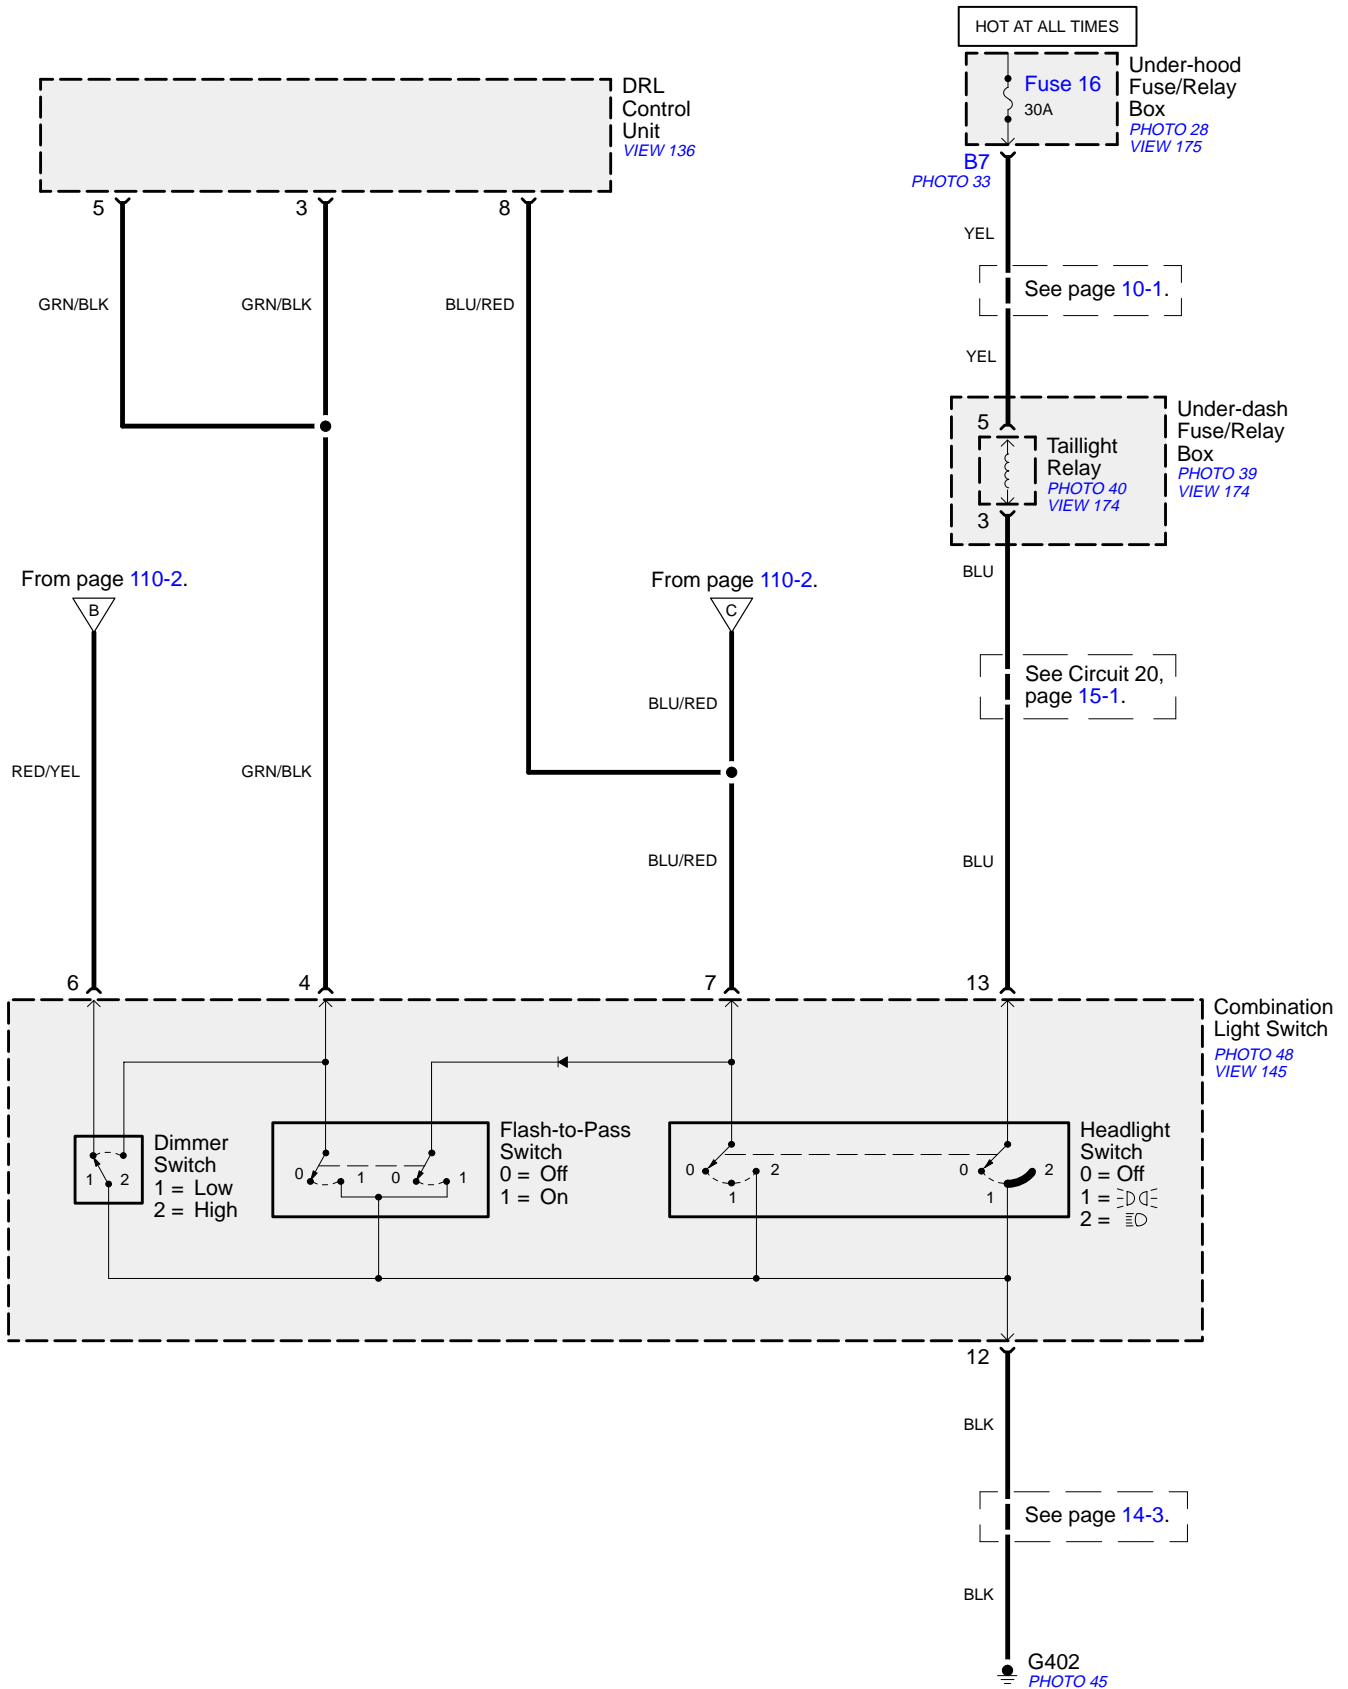 HOT AT ALL TIMES
Fuse 16
30A
Under-hood
Fuse/Relay
Box
PHOTO 28
VIEW 175
B7
PHOTO 33
DRL
Control
Unit
VIEW 136
5
3
8
YEL
See page 10-1.
GRN/BLK
GRN/BLK
BLU/RED
YEL
5
Taillight
Relay
PHOTO 40
VIEW 174
3
Under-dash
Fuse/Relay
Box
PHOTO 39
VIEW 174
BLU
From page 110-2.
B
From page 110-2.
C
See Circuit 20,
page 15-1.
BLU/RED
RED/YEL
GRN/BLK
BLU/RED
BLU
6
4
7
13
Combination
Light Switch
PHOTO 48
VIEW 145
1
2
Dimmer
Switch
1 = Low
2 = High
0
1
0
1
Flash-to-Pass
Switch
0 = Off
1 = On
0
1
2
0
1
2
Headlight
Switch
0 = Off
1 =
2 =
12
BLK
See page 14-3.
BLK
G402
PHOTO 45